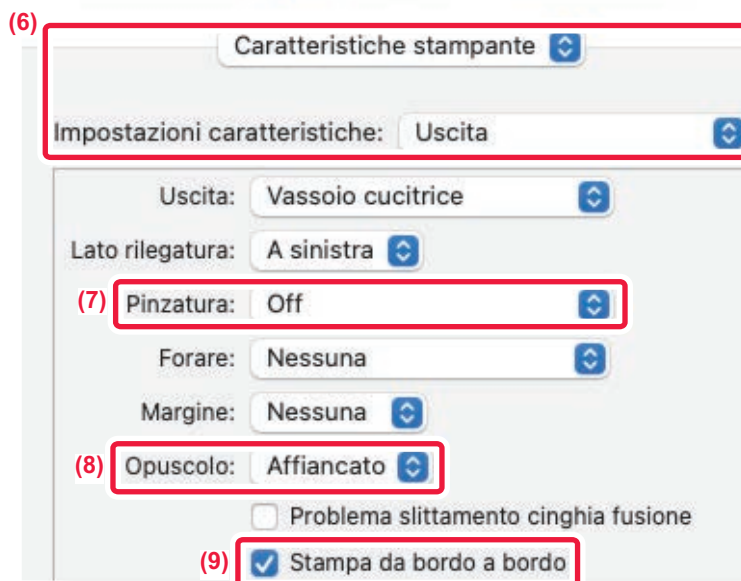 (6)
Caratteristiche stampante
Impostazioni caratteristiche: Uscita
Uscita: Vassoio cucitrice
Lato rilegatura: A sinistra
(7) Pinzatura: Off
Forare: Nessuna
Margine: Nessuna
(8) Opuscolo: Affiancato
Problema slittamento cinghia fusione
(9) Stampa da bordo a bordo